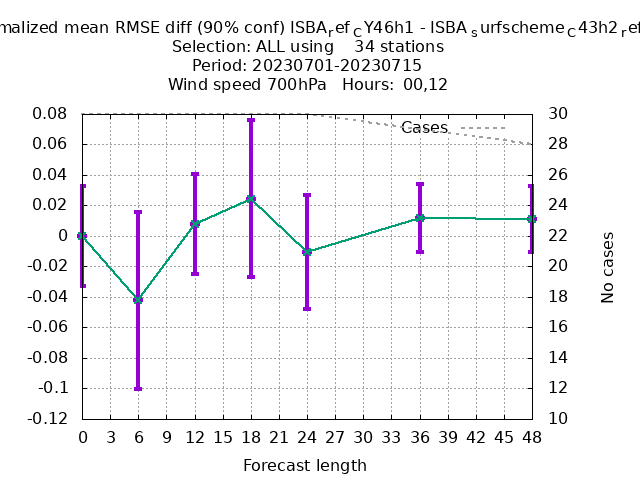 malized mean RMSE diff (90% conf) ISBA_ref_CY46h1 - ISBA_surfscheme_C43h2_ref
Selection: ALL using 34 stations
Period: 20230701-20230715
Wind speed 700hPa Hours: 00,12
Cases
0.08
0.06
0.04
0.02
0
-0.02
-0.04
-0.06
-0.08
-0.1
-0.12
30
28
26
24
22
20
18
16
14
12
10
No cases
0 3 6 9 12 15 18 21 24 27 30 33 36 39 42 45 48
Forecast length